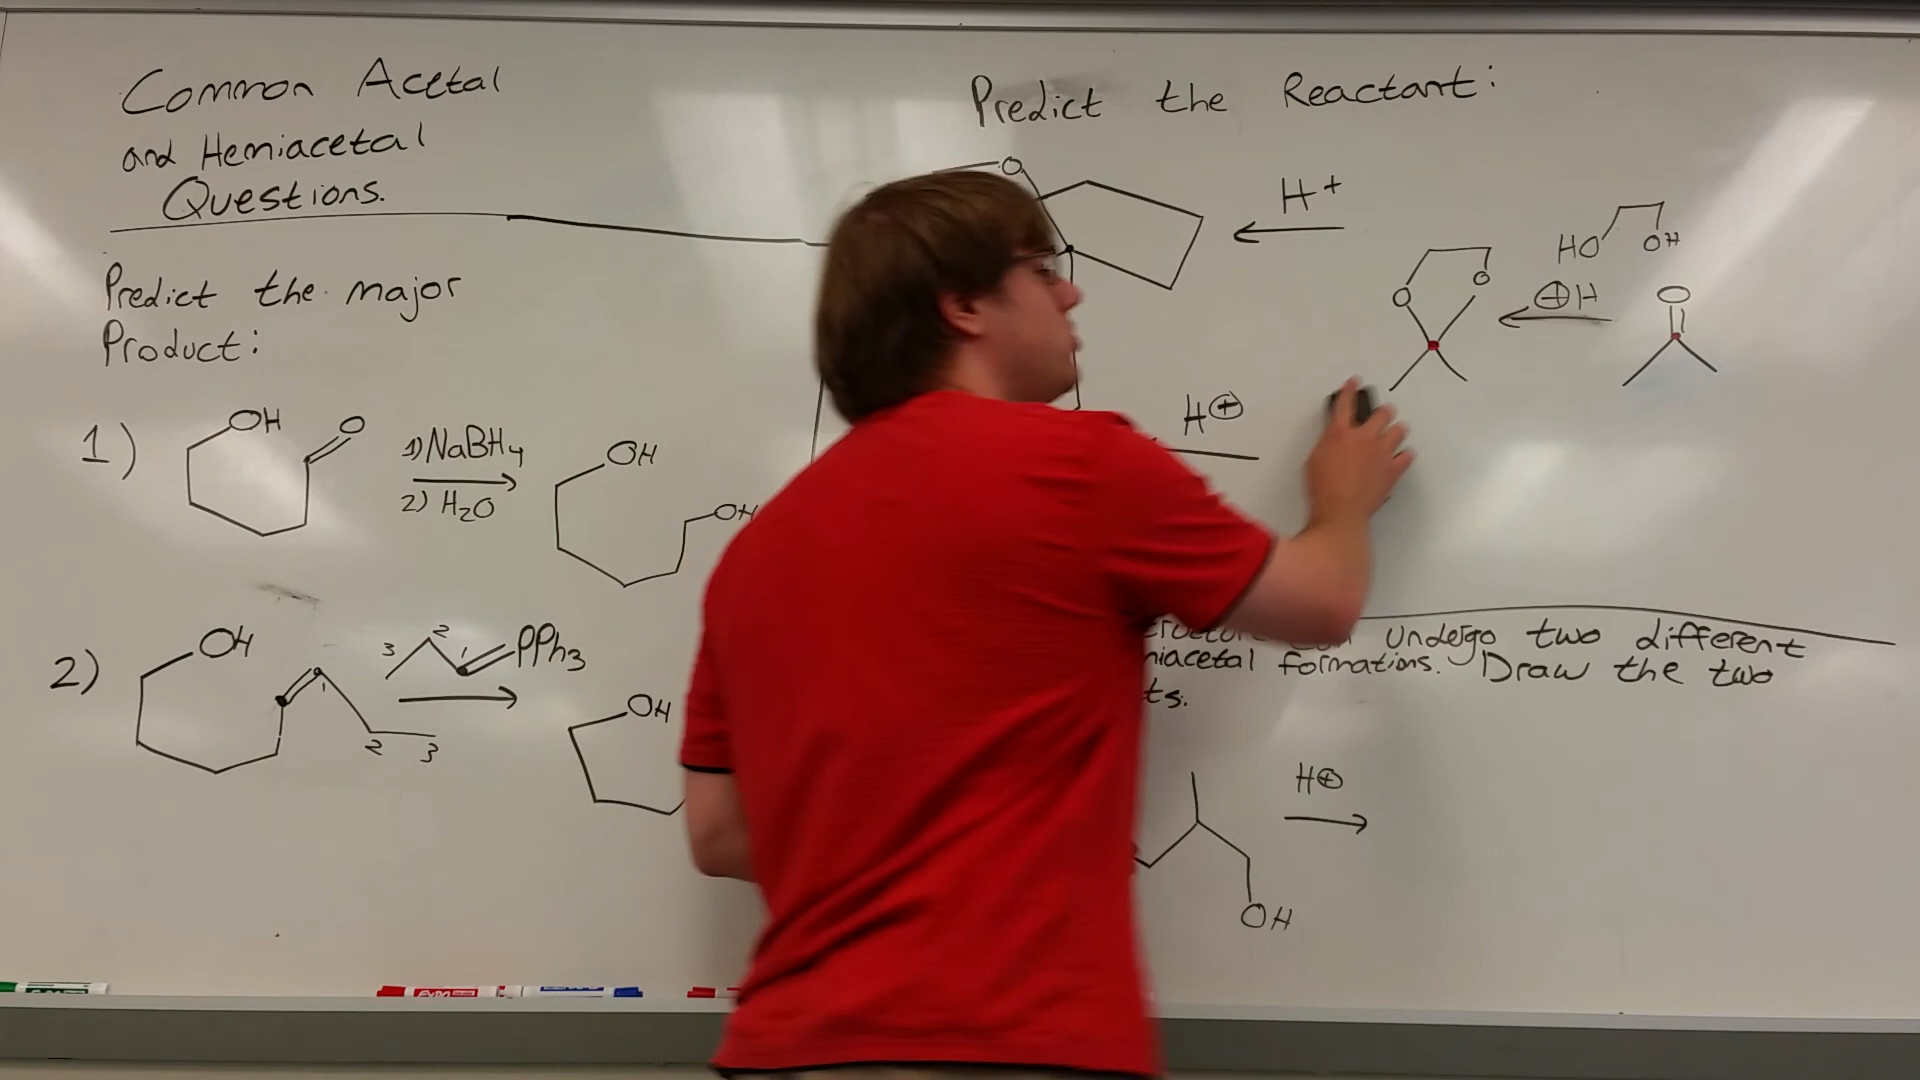 Common Acetal
and Hemiacetal
Questions.
Predict the major
Product:
1)
OH
O
1) NaBH4
2) H2O
OH
OH
2)
OH
1
2
3
3
2
1
PPh3
OH
Predict the Reactant:
O
H+
O
O
HO
OH
⊕H
O
H⊕
undergo two different
formations. Draw the two
H⊕
OH
EXPO